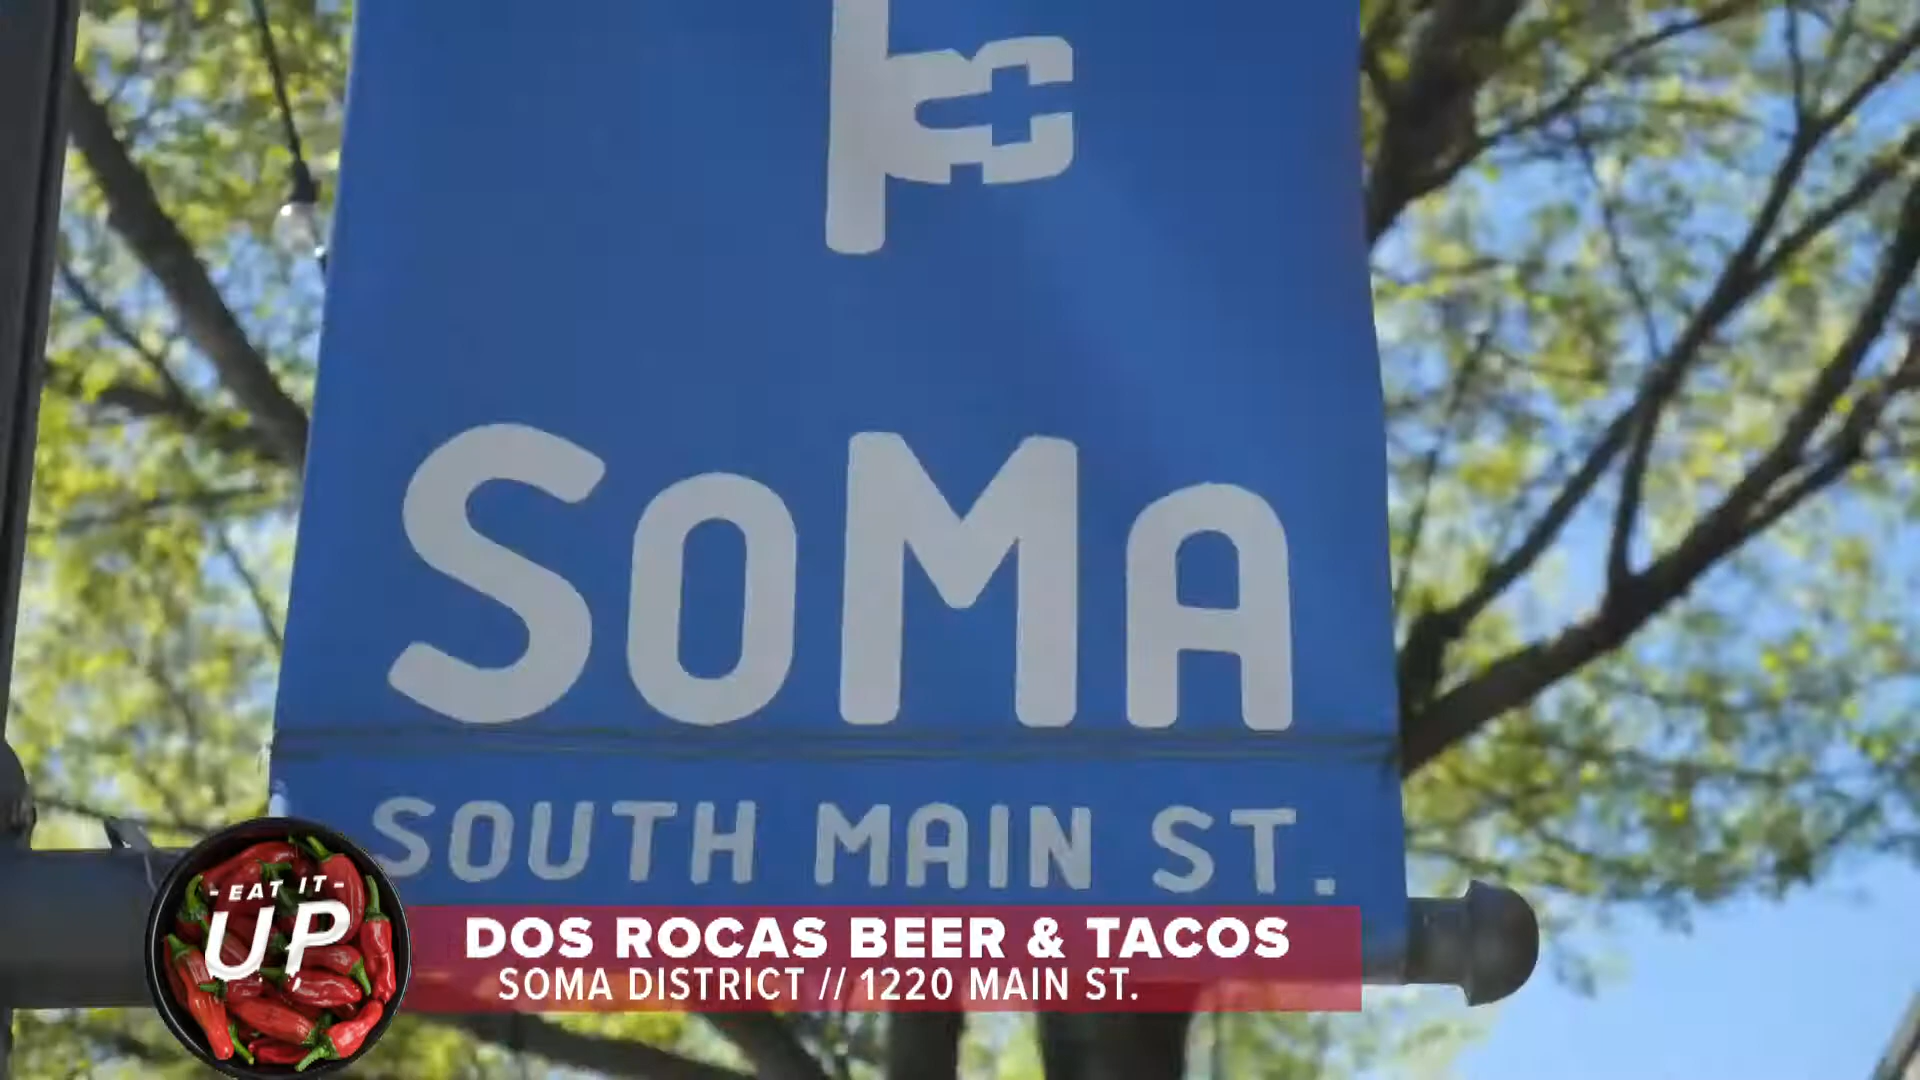 SoMA
SOUTH MAIN ST.
- EAT IT -
UP
DOS ROCAS BEER & TACOS
SOMA DISTRICT // 1220 MAIN ST.